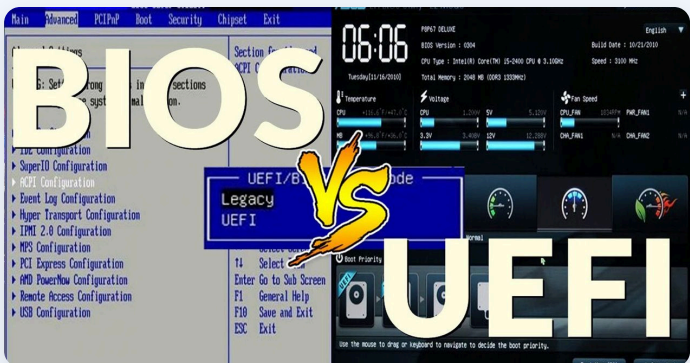 Main Advanced PCIPnP Boot Security Chipset Exit
BIOS
IDE Configuration
SuperIO Configuration
ACPI Configuration
Event Log Configuration
Hyper Transport Configuration
IPMI 2.0 Configuration
MPS Configuration
PCI Express Configuration
AMD PowerNow Configuration
Remote Access Configuration
USB Configuration
Section for
ACPI
sections
Select
Enter Go to Sub Screen
F1 General Help
F10 Save and Exit
ESC Exit
Legacy
UEFI
VS
06:06
Tuesday[11/16/2010]
P8P67 DELUXE
English
BIOS Version : 0304
Build Date : 10/21/2010
CPU Type : Intel(R) Core(TM) i5-2400 CPU @ 3.10GHz
Speed : 3100 MHz
Total Memory : 2048 MB (DDR3 1333MHz)
Temperature
Voltage
Fan Speed
CPU
5V
5.120V
CPU_FAN
PWR_FAN1
N/A
MB
3.3V
12V
CHA_FAN1
N/A
CHA_FAN2
N/A
Normal
Boot Priority
UEFI
Use the mouse to drag or keyboard to navigate to decide the boot priority.